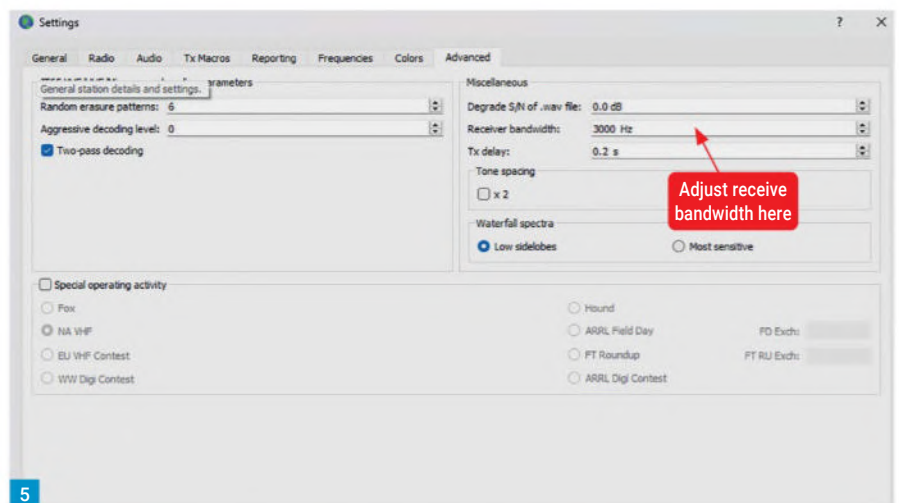 Settings
? X
General Radio Audio Tx Macros Reporting Frequencies Colors Advanced
General station details and settings.
Random erasure patterns: 6
Aggressive decoding level: 0
Two-pass decoding
Miscellaneous
Degrade S/N of .wav file: 0.0 dB
Receiver bandwidth: 3000 Hz
Tx delay: 0.2 s
Tone spacing
x 2
Waterfall spectra
Low sidelobes Most sensitive
Adjust receive
bandwidth here
Special operating activity
Fox Hound
NA VHF ARRL Field Day FD Exch:
EU VHF Contest FT Roundup FT RU Exch:
WW Digi Contest ARRL Digi Contest
5